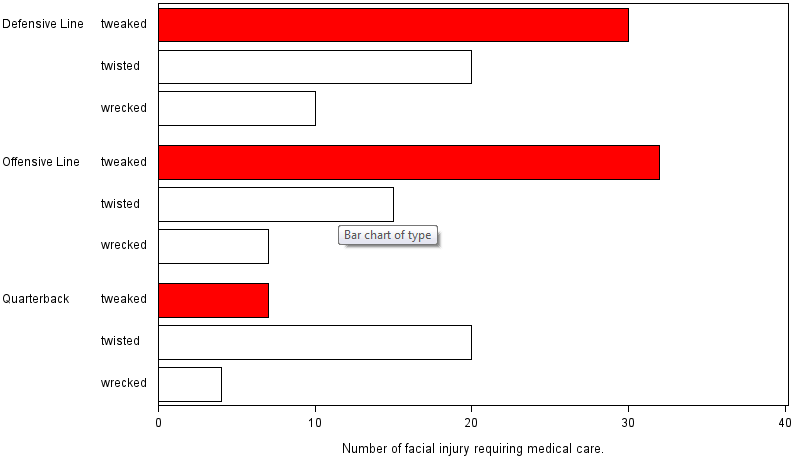 Defensive Line tweaked
twisted
wrecked
Offensive Line tweaked
twisted
Bar chart of type
wrecked
Quarterback tweaked
twisted
wrecked
0 10 20 30 40
Number of facial injury requiring medical care.